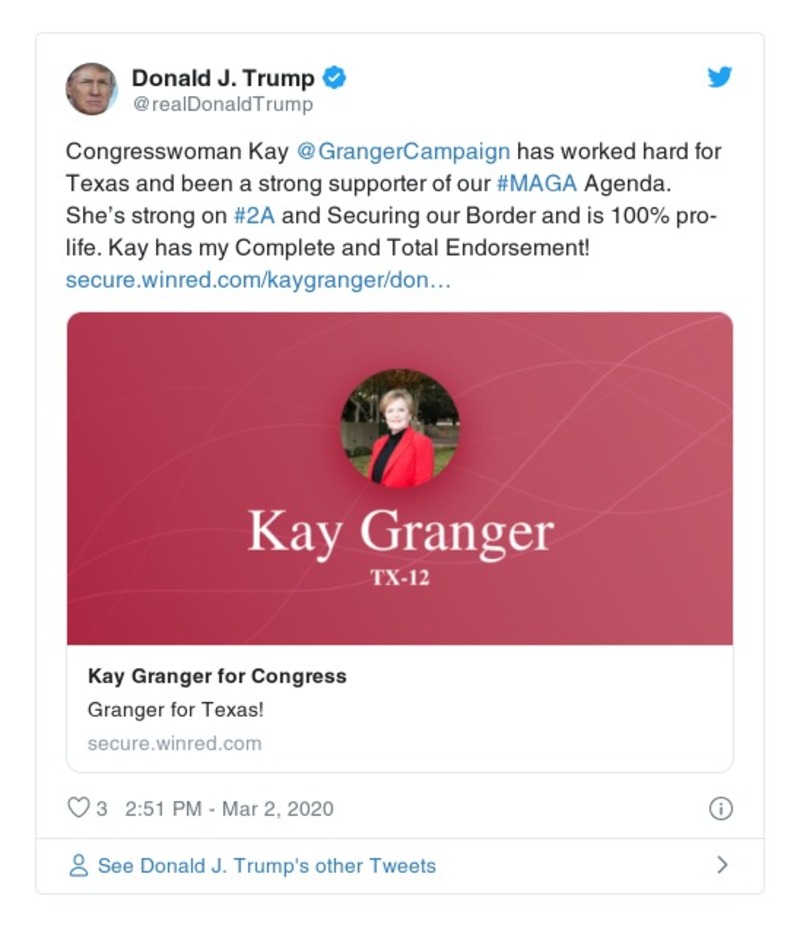 Donald J. Trump
@realDonaldTrump
Congresswoman Kay @GrangerCampaign has worked hard for
Texas and been a strong supporter of our #MAGA Agenda.
She’s strong on #2A and Securing our Border and is 100% pro-
life. Kay has my Complete and Total Endorsement!
secure.winred.com/kaygranger/don…
Kay Granger
TX-12
Kay Granger for Congress
Granger for Texas!
secure.winred.com
3 2:51 PM - Mar 2, 2020
See Donald J. Trump's other Tweets